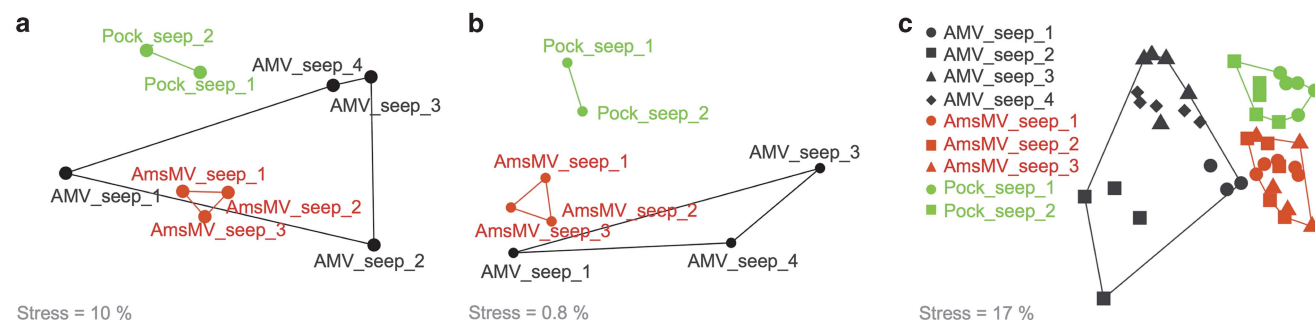 a
Pock_seep_2
Pock_seep_1
AMV_seep_4
AMV_seep_3
AMV_seep_1
AmsMV_seep_1
AmsMV_seep_2
AmsMV_seep_3
AMV_seep_2
Stress = 10 %
b
Pock_seep_1
Pock_seep_2
AMV_seep_3
AmsMV_seep_1
AmsMV_seep_2
AmsMV_seep_3
AMV_seep_1
AMV_seep_4
Stress = 0.8 %
c
AMV_seep_1
AMV_seep_2
AMV_seep_3
AMV_seep_4
AmsMV_seep_1
AmsMV_seep_2
AmsMV_seep_3
Pock_seep_1
Pock_seep_2
Stress = 17 %